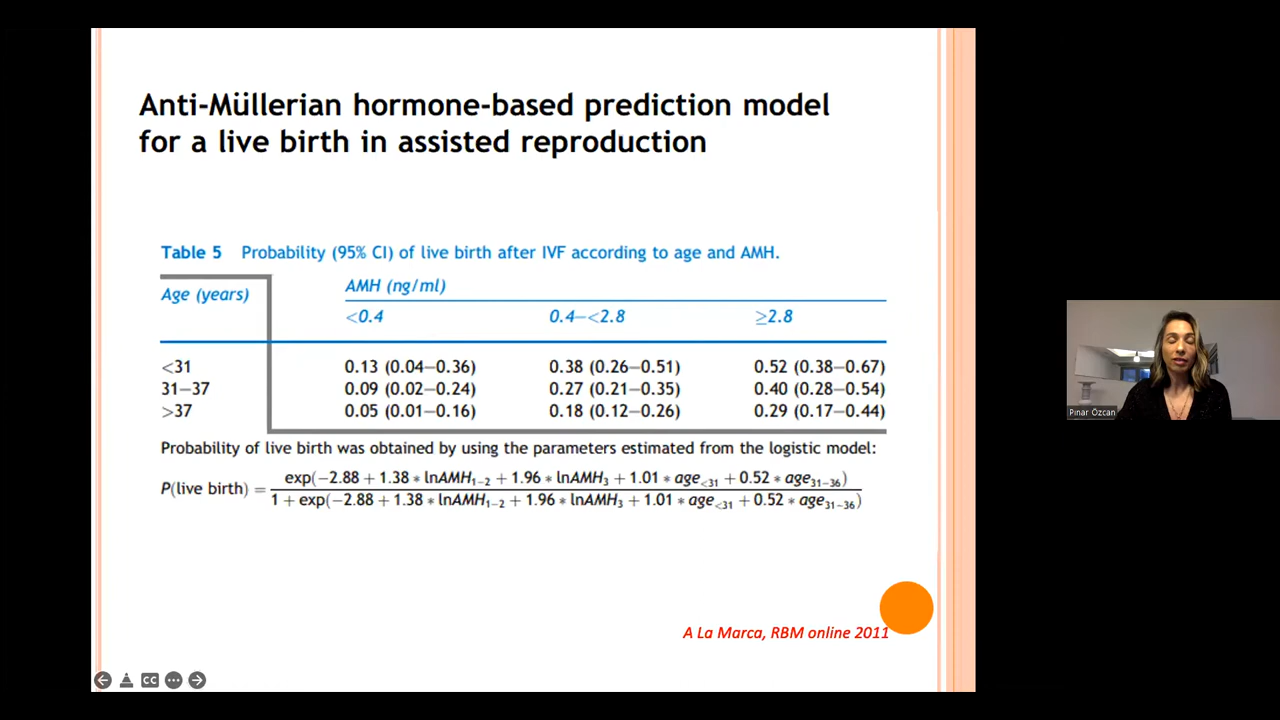 Anti-Müllerian hormone-based prediction model
for a live birth in assisted reproduction
Table 5 Probability (95% CI) of live birth after IVF according to age and AMH.
Age (years) AMH (ng/ml)
<0.4 0.4–<2.8 ≥2.8
<31 0.13 (0.04–0.36) 0.38 (0.26–0.51) 0.52 (0.38–0.67)
31–37 0.09 (0.02–0.24) 0.27 (0.21–0.35) 0.40 (0.28–0.54)
>37 0.05 (0.01–0.16) 0.18 (0.12–0.26) 0.29 (0.17–0.44)
Probability of live birth was obtained by using the parameters estimated from the logistic model:
P(live birth) = exp(−2.88 + 1.38 * lnAMH₁₋₂ + 1.96 * lnAMH₃ + 1.01 * age<31 + 0.52 * age₃₁₋₃₆)
1 + exp(−2.88 + 1.38 * lnAMH₁₋₂ + 1.96 * lnAMH₃ + 1.01 * age<31 + 0.52 * age₃₁₋₃₆)
A La Marca, RBM online 2011
CC
Pınar Özcan